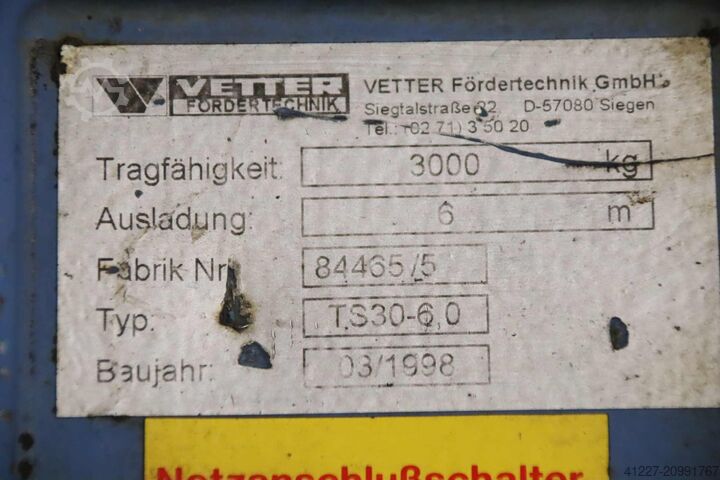 VETTER
FÖRDERTECHNIK
VETTER Fördertechnik GmbH
Siegtalstraße 22 D-57080 Siegen
Tel.: (02 71) 3 50 20
Tragfähigkeit: 3000 kg
Ausladung: 6 m
Fabrik Nr. 84465/5
Typ. TS30-6,0
Baujahr: 03/1998
Netzanschlußschalter
41227-20991767